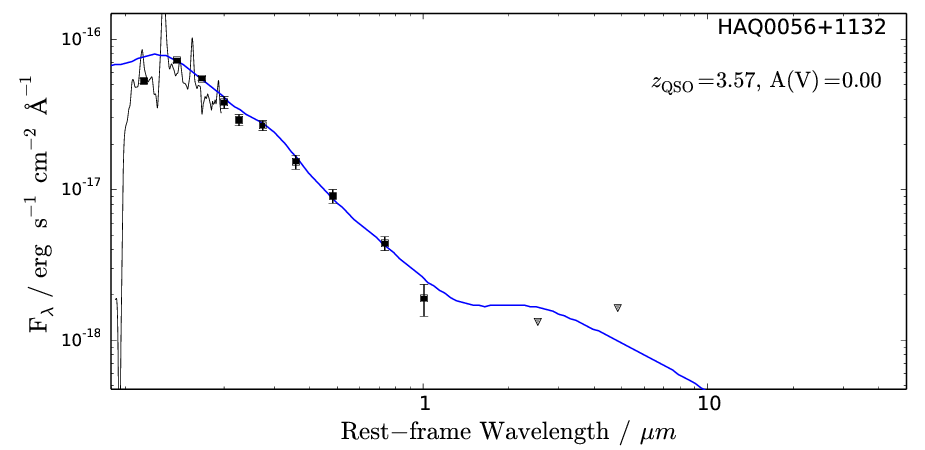 HAQ0056+1132
z_QSO=3.57, A(V)=0.00
10^-16
10^-17
10^-18
F_λ / erg s^−1 cm^−2 Å^−1
1 10
Rest−frame Wavelength / μm